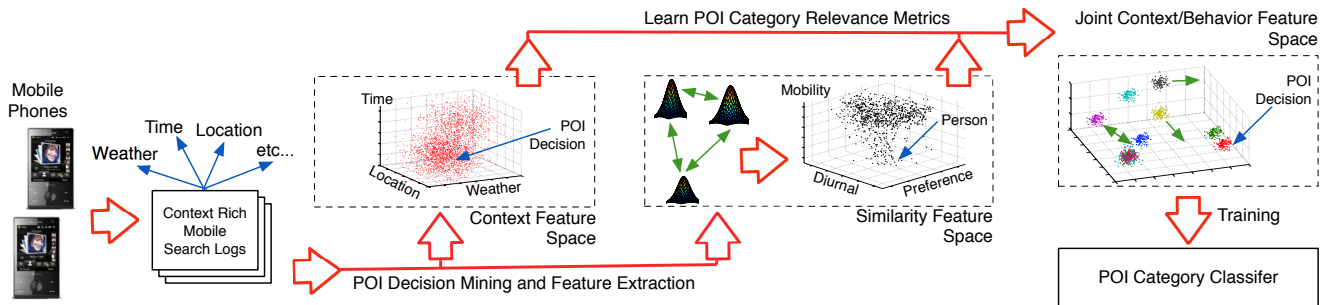 Learn POI Category Relevance Metrics
Joint Context/Behavior Feature
Space
Mobile
Phones
Time
Location
Weather
etc...
Context Rich
Mobile
Search Logs
Time
POI
Decision
Location
Weather
Context Feature
Space
Mobility
Person
Diurnal
Preference
Similarity Feature
Space
POI
Decision
Training
POI Category Classifer
POI Decision Mining and Feature Extraction